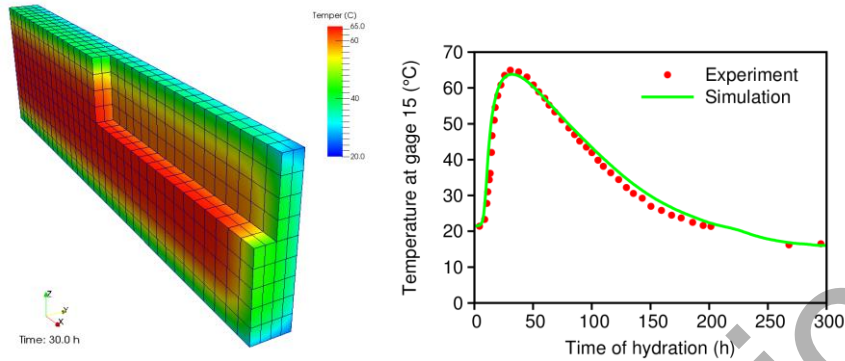 Temper (C)
65.0
60
40
20.0
Z
Y
X
Time: 30.0 h
Temperature at gage 15 (°C)
70
60
50
40
30
20
10
0
Experiment
Simulation
0
50
100
150
200
250
300
Time of hydration (h)